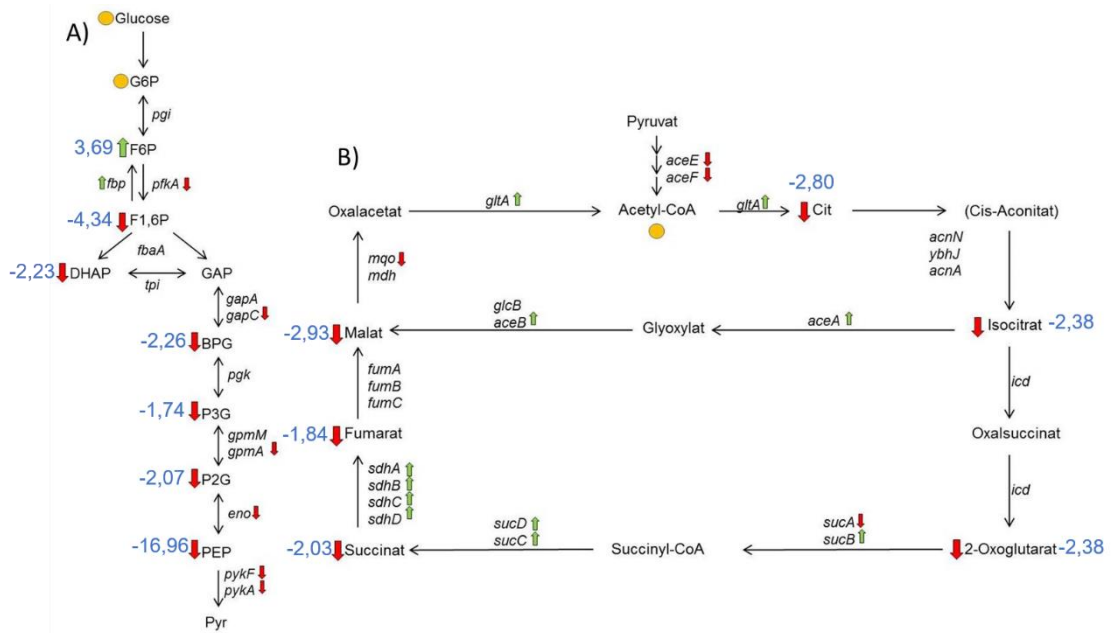 A)
Glucose
G6P
pgi
3,69 F6P
fbp pfkA
-4,34 F1,6P
fbaA
-2,23 DHAP GAP
tpi
gapA
gapC
-2,26 BPG
pgk
-1,74 P3G
gpmM
gpmA
-2,07 P2G
eno
-16,96 PEP
pykF
pykA
Pyr
B)
Pyruvat
aceE
aceF
Oxalacetat gltA Acetyl-CoA gltA -2,80 Cit (Cis-Aconitat)
mqo
mdh
acnN
ybhJ
acnA
-2,93 Malat
glcB
aceB
Glyoxylat
aceA
Isocitrat -2,38
fumA
fumB
fumC
icd
-1,84 Fumarat
Oxalsuccinat
sdhA
sdhB
sdhC
sdhD
icd
-2,03 Succinat
sucD
sucC
Succinyl-CoA
sucA
sucB
2-Oxoglutarat -2,38